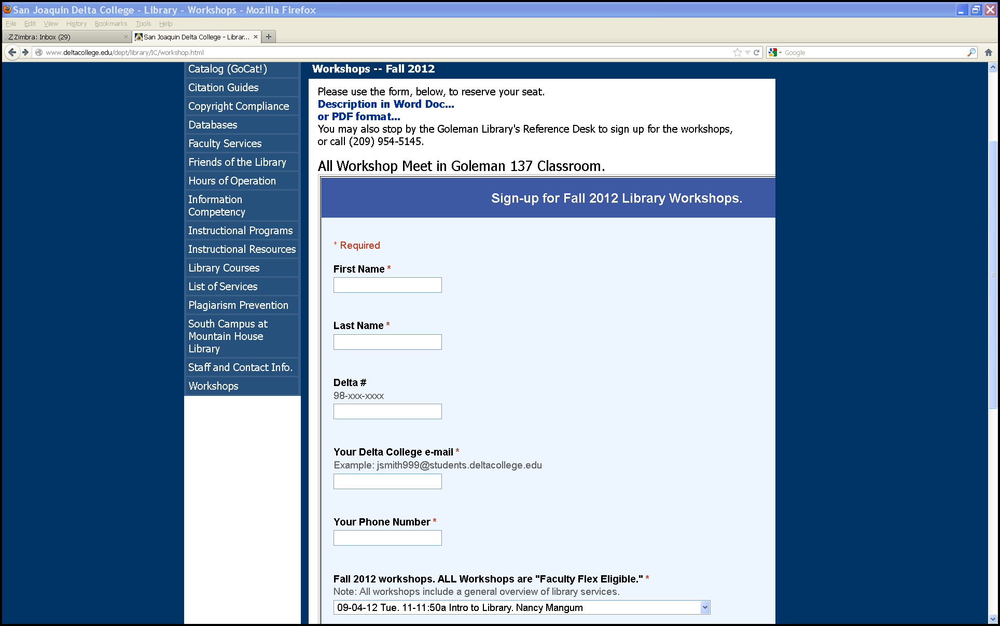 San Joaquin Delta College - Library - Workshops - Mozilla Firefox
File Edit View History Bookmarks Tools Help
Zimbra: Inbox (29)
San Joaquin Delta College - Librar...
www.deltacollege.edu/dept/library/IC/workshop.html
Google
Catalog (GoCat!)
Citation Guides
Copyright Compliance
Databases
Faculty Services
Friends of the Library
Hours of Operation
Information
Competency
Instructional Programs
Instructional Resources
Library Courses
List of Services
Plagiarism Prevention
South Campus at
Mountain House
Library
Staff and Contact Info.
Workshops
Workshops -- Fall 2012
Please use the form, below, to reserve your seat.
Description in Word Doc...
or PDF format...
You may also stop by the Goleman Library's Reference Desk to sign up for the workshops,
or call (209) 954-5145.
All Workshop Meet in Goleman 137 Classroom.
Sign-up for Fall 2012 Library Workshops.
* Required
First Name *
Last Name *
Delta #
98-xxx-xxxx
Your Delta College e-mail *
Example: jsmith999@students.deltacollege.edu
Your Phone Number *
Fall 2012 workshops. ALL Workshops are "Faculty Flex Eligible." *
Note: All workshops include a general overview of library services.
09-04-12 Tue. 11-11:50a Intro to Library. Nancy Mangum